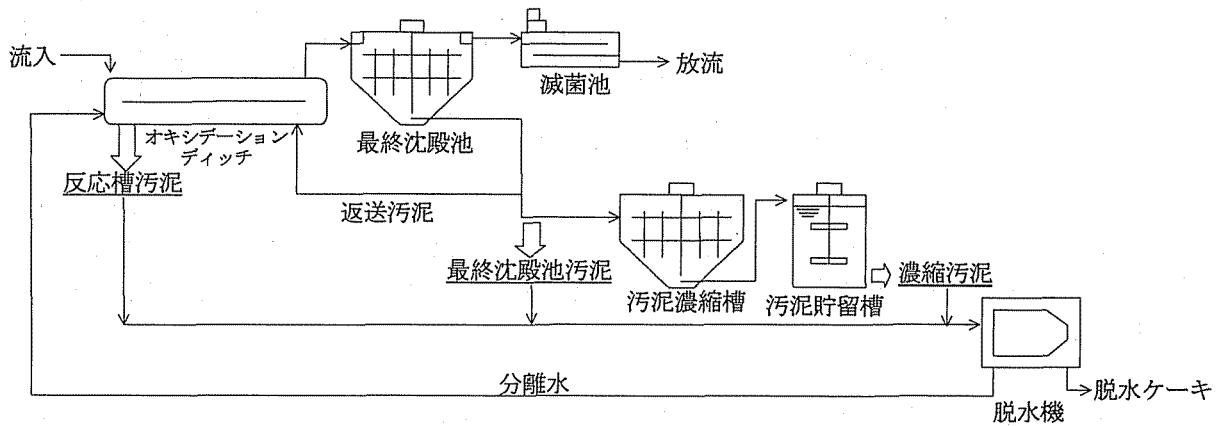 流入
オキシデーション
ディッチ
最終沈殿池
滅菌池
放流
反応槽汚泥
返送汚泥
最終沈殿池汚泥
汚泥濃縮槽
汚泥貯留槽
濃縮汚泥
分離水
脱水機
脱水ケーキ